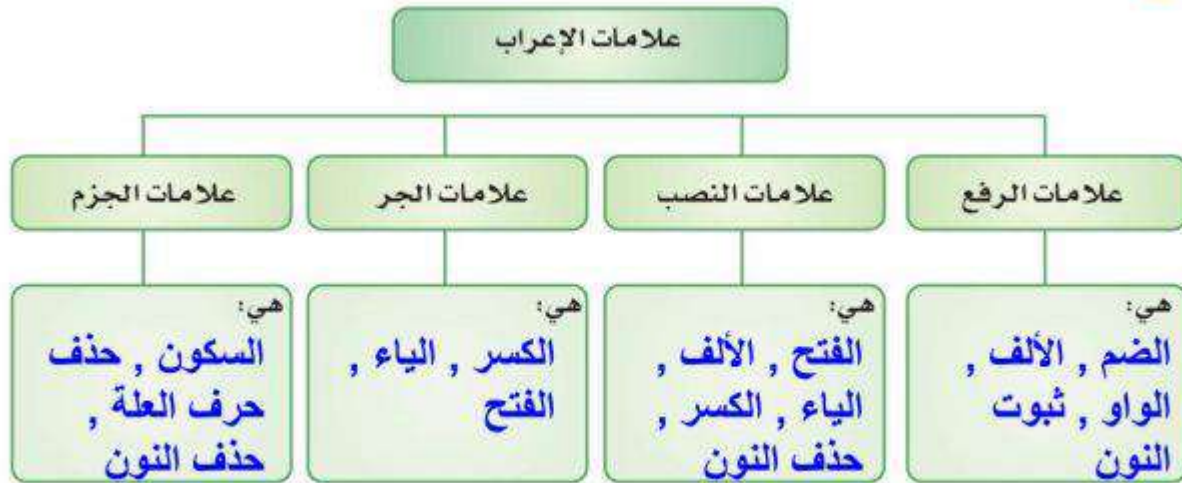 علامات الإعراب
علامات الرفع
علامات النصب
علامات الجر
علامات الجزم
هي:
الضم , الألف ,
الواو , ثبوت
النون
هي:
الفتح , الألف ,
الياء , الكسر ,
حذف النون
هي:
الكسر , الياء ,
الفتح
هي:
السكون , حذف
حرف العلة ,
حذف النون